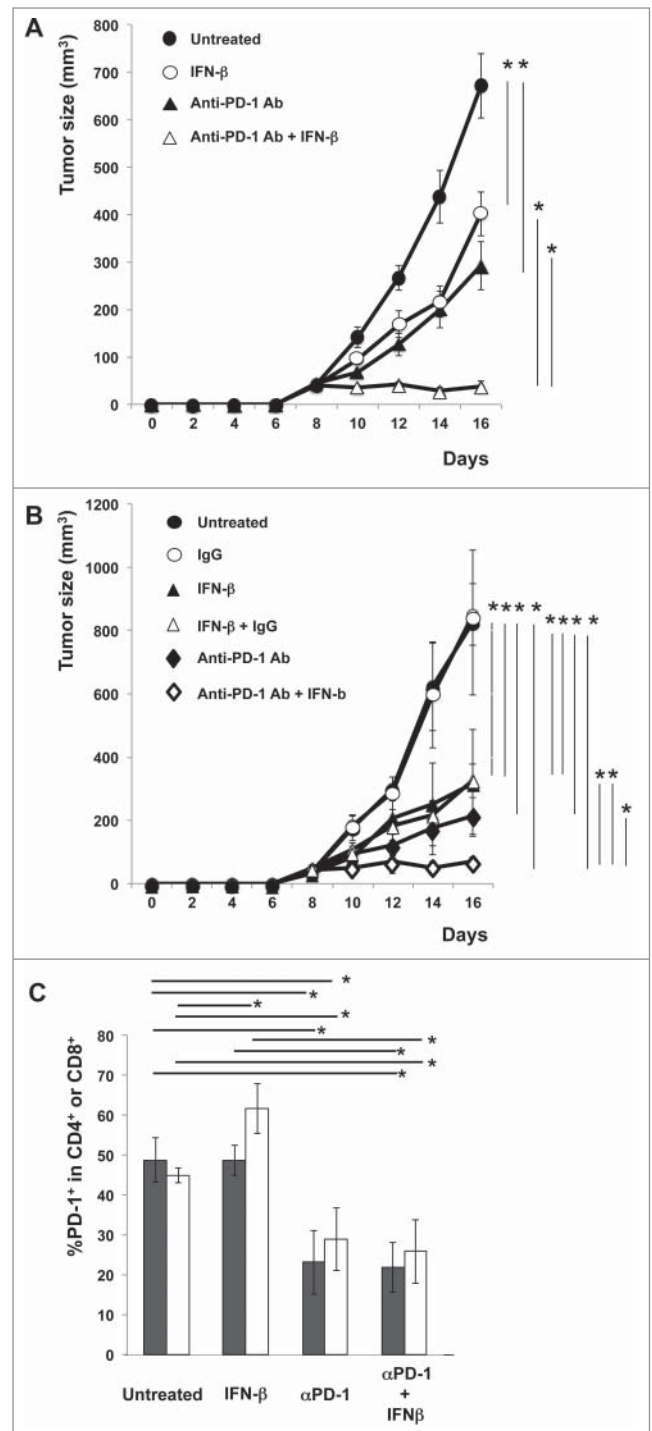 A
Tumor size (mm³)
800
700
600
500
400
300
200
100
0
Untreated
IFN-β
Anti-PD-1 Ab
Anti-PD-1 Ab + IFN-β
* *
*
*
0 2 4 6 8 10 12 14 16
Days
B
Tumor size (mm³)
1200
1000
800
600
400
200
0
Untreated
IgG
IFN-β
IFN-β + IgG
Anti-PD-1 Ab
Anti-PD-1 Ab + IFN-b
*** * *** *
**
*
0 2 4 6 8 10 12 14 16
Days
C
*
*
*
*
*
*
*
*
*
%PD-1⁺ in CD4⁺ or CD8⁺
80
70
60
50
40
30
20
10
0
Untreated IFN-β αPD-1 αPD-1
+
IFNβ